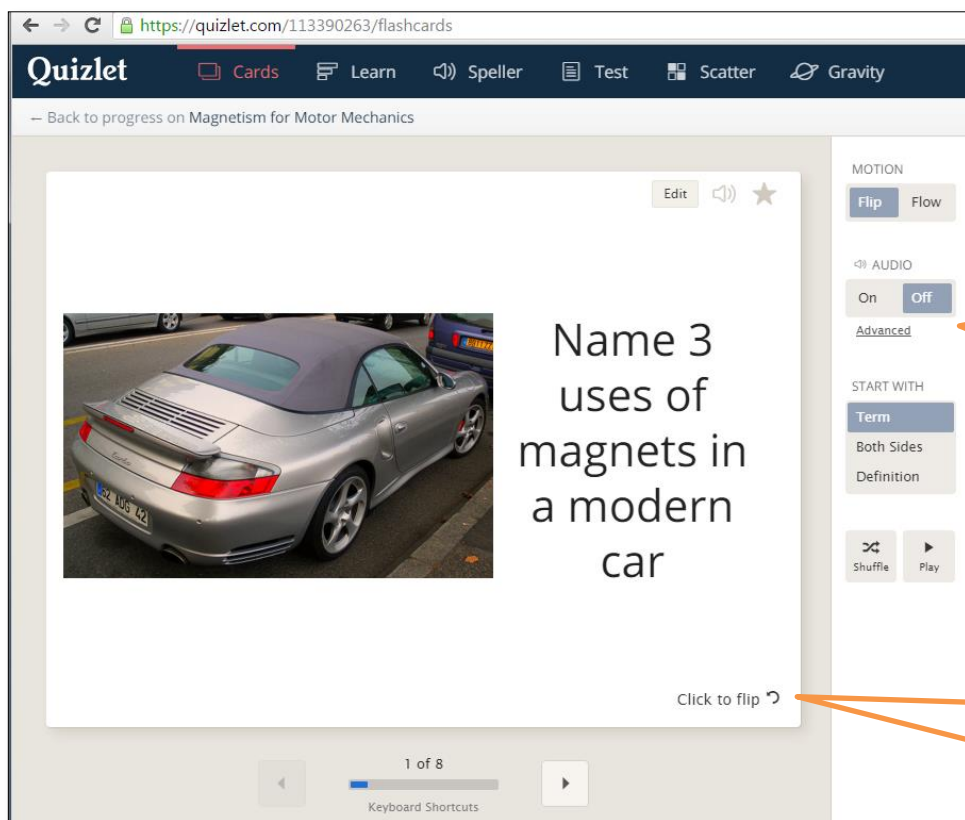 https://quizlet.com/113390263/flashcards
Quizlet Cards Learn Speller Test Scatter Gravity
← Back to progress on Magnetism for Motor Mechanics
Edit
Name 3
uses of
magnets in
a modern
car
turbo
Click to flip
1 of 8
Keyboard Shortcuts
MOTION
Flip Flow
AUDIO
On Off
Advanced
START WITH
Term
Both Sides
Definition
Shuffle Play